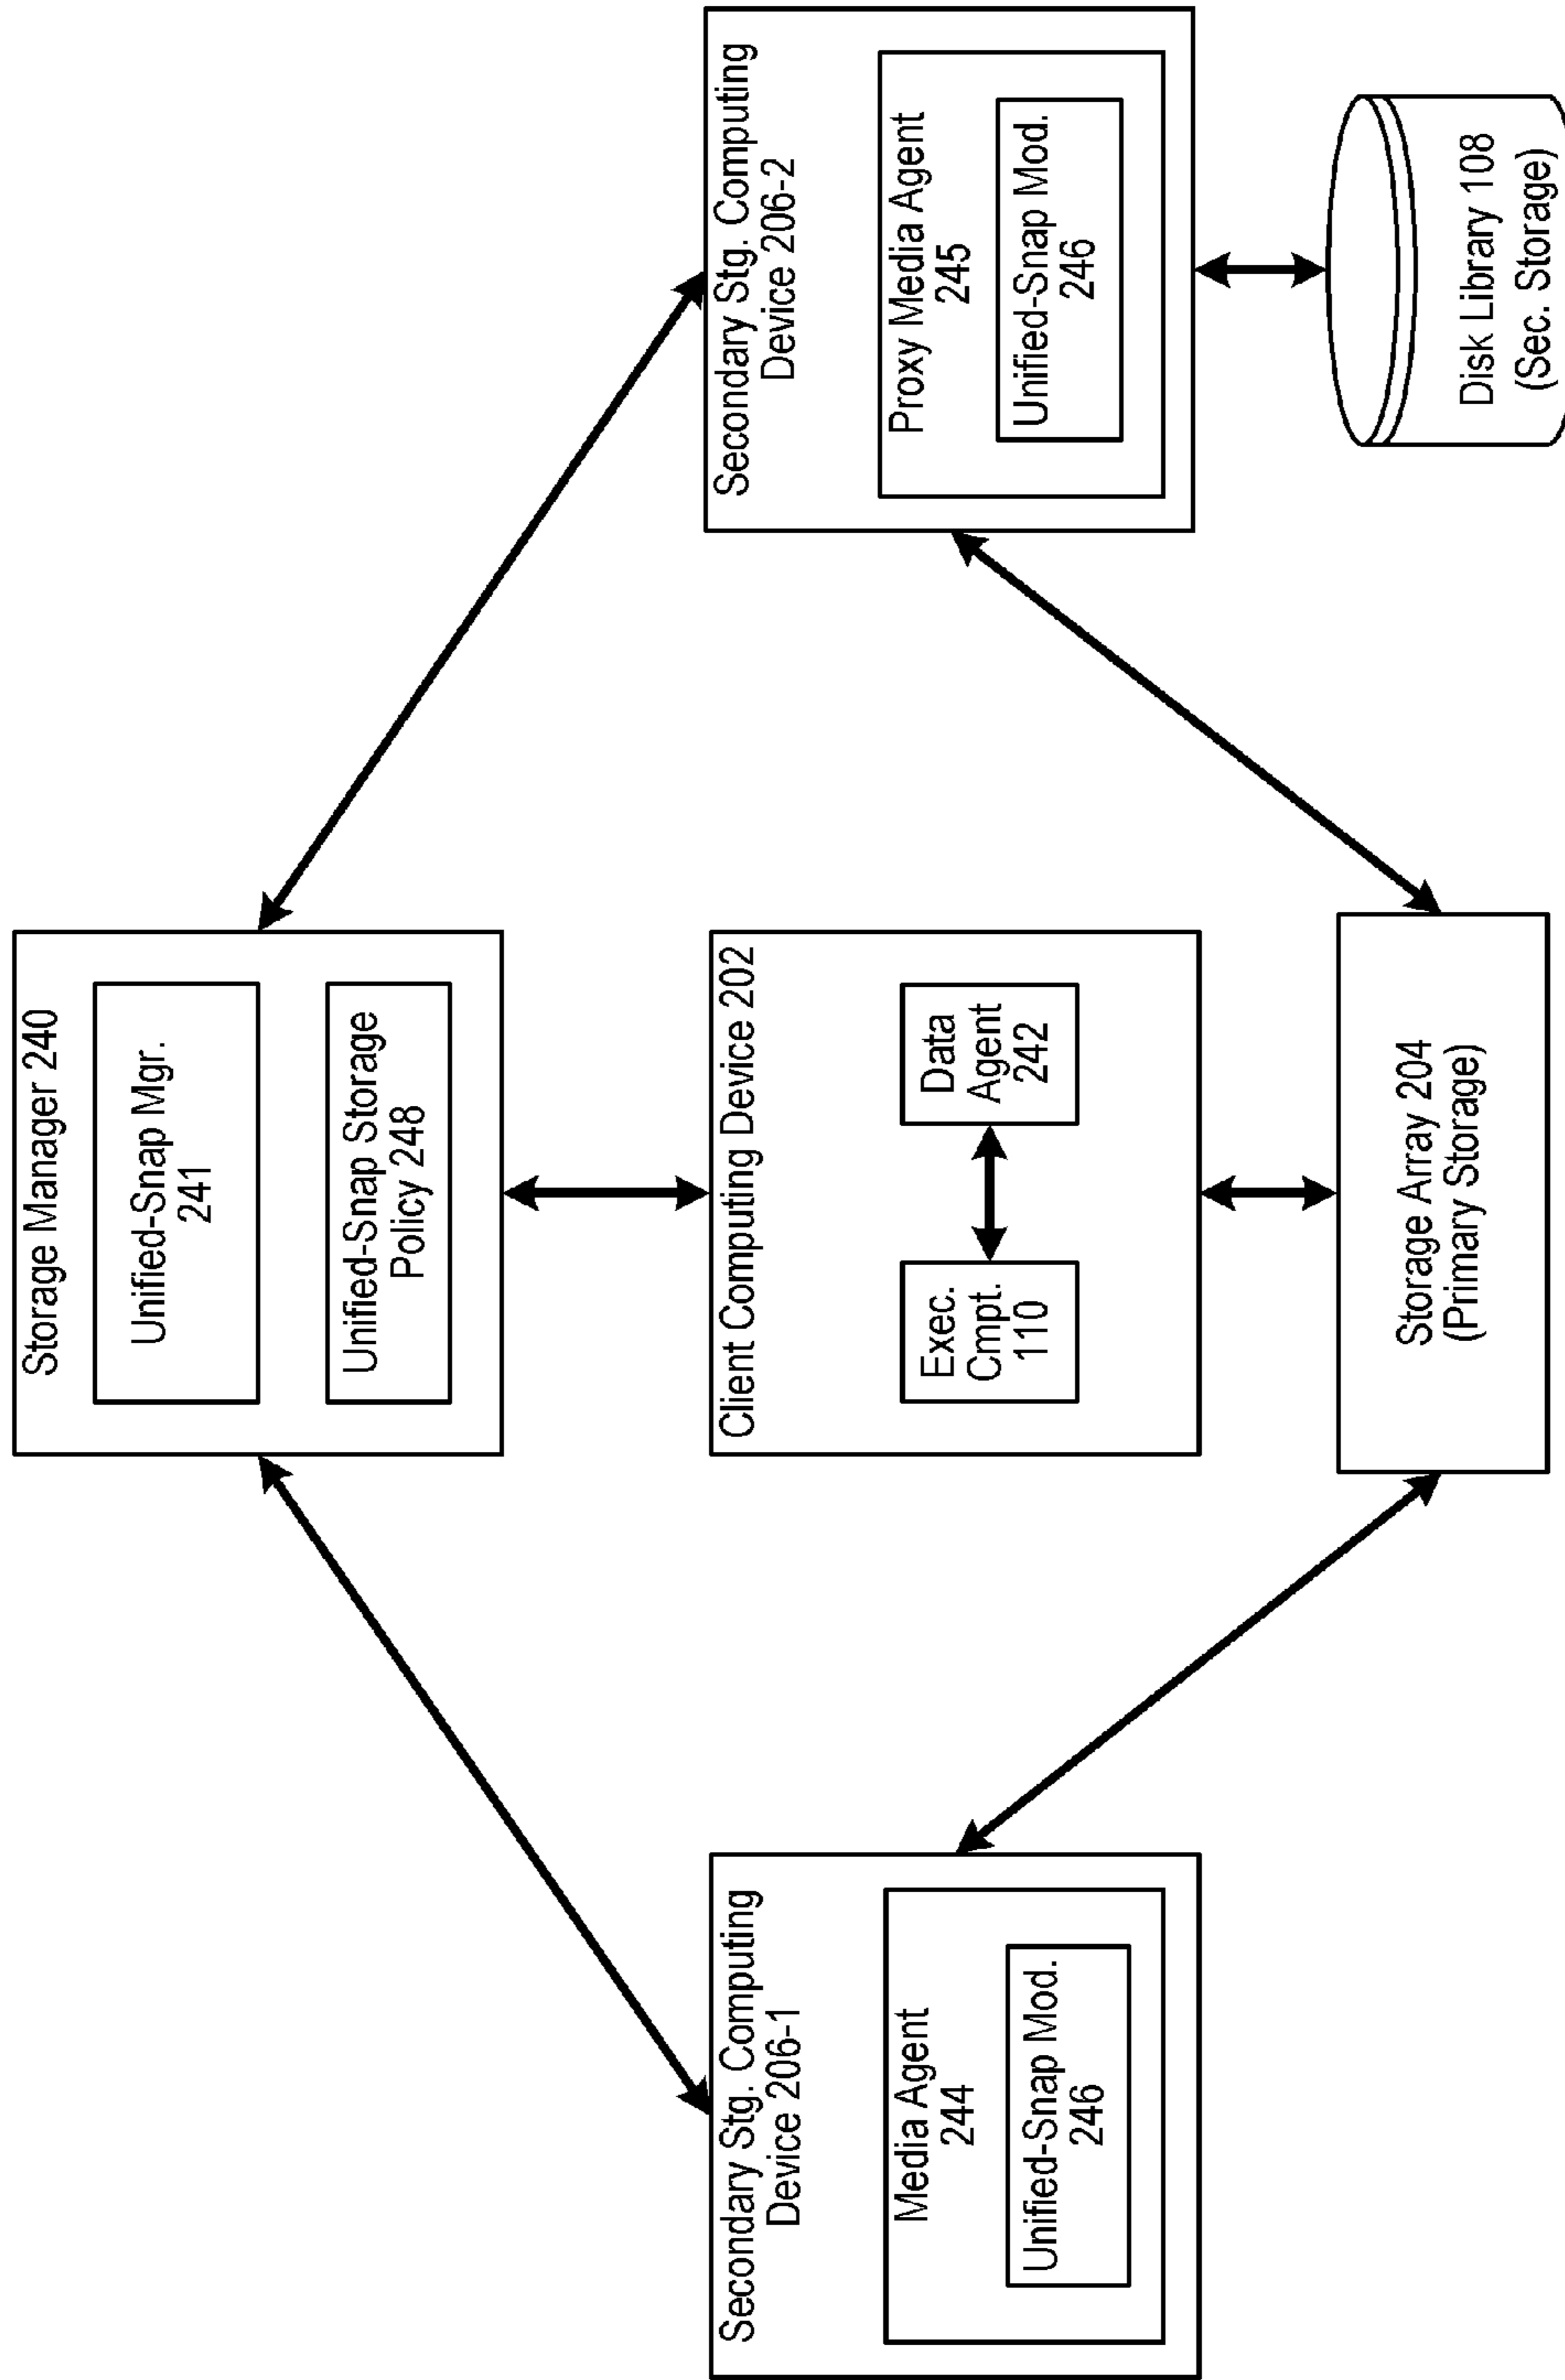 Storage Manager 240
Unified-Snap Mgr.
241
Unified-Snap Storage
Policy 248
Secondary Stg. Computing
Device 206-1
Media Agent
244
Unified-Snap Mod.
246
Client Computing Device 202
Exec.
Cmpt.
110
Data
Agent
242
Secondary Stg. Computing
Device 206-2
Proxy Media Agent
245
Unified-Snap Mod.
246
Storage Array 204
(Primary Storage)
Disk Library 108
(Sec. Storage)